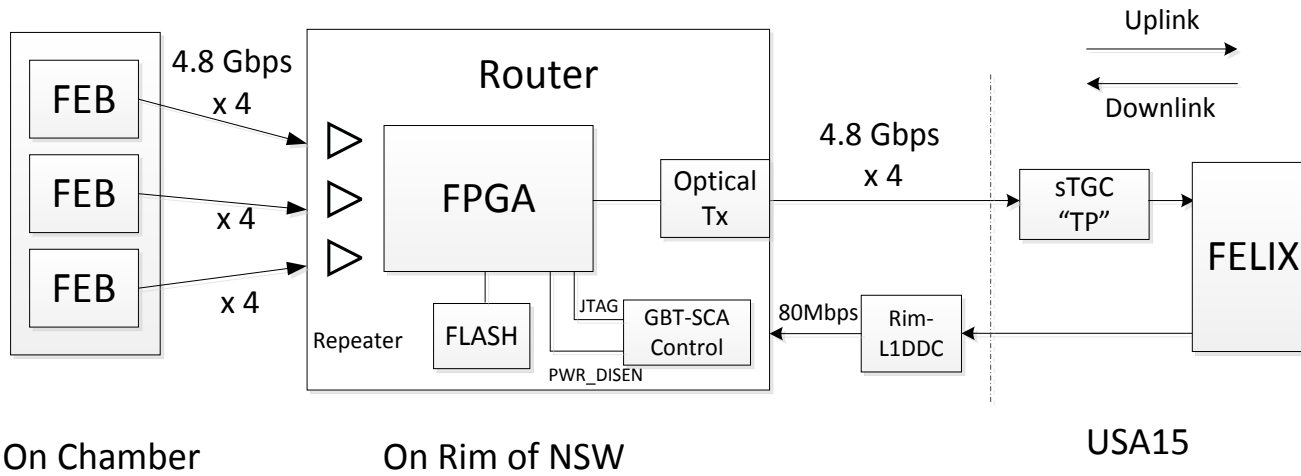 Uplink
Downlink
4.8 Gbps
x 4
FEB
FEB
x 4
FEB
x 4
Router
FPGA
Optical
Tx
Repeater
FLASH
JTAG
GBT-SCA
Control
PWR_DISEN
4.8 Gbps
x 4
80Mbps
Rim-
L1DDC
sTGC
“TP”
FELIX
On Chamber
On Rim of NSW
USA15